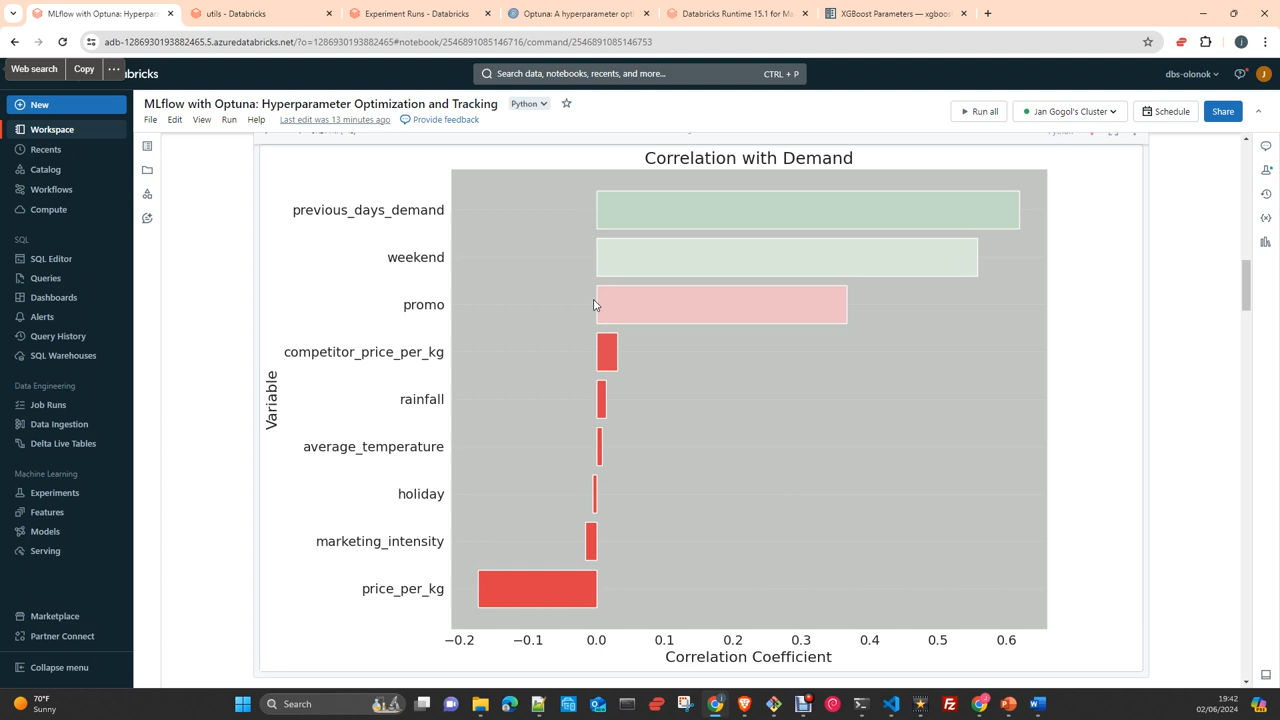 MLflow with Optuna: Hyperpar
utils - Databricks
Experiment Runs - Databricks
Optuna: A hyperparameter opti
Databricks Runtime 15.1 for Ma
XGBoost Parameters — xgboos
adb-1286930193882465.5.azuredatabricks.net/?o=1286930193882465#notebook/2546891085146716/command/2546891085146753
Web search
Copy
bricks
Search data, notebooks, recents, and more...
CTRL + P
dbs-olonok
J
New
MLflow with Optuna: Hyperparameter Optimization and Tracking
Python
File Edit View Run Help Last edit was 13 minutes ago Provide feedback
Run all
Jan Gogol's Cluster
Schedule
Share
Workspace
Recents
Catalog
Workflows
Compute
SQL
SQL Editor
Queries
Dashboards
Alerts
Query History
SQL Warehouses
Data Engineering
Job Runs
Data Ingestion
Delta Live Tables
Machine Learning
Experiments
Features
Models
Serving
Marketplace
Partner Connect
Collapse menu
Correlation with Demand
previous_days_demand
weekend
promo
competitor_price_per_kg
rainfall
average_temperature
holiday
marketing_intensity
price_per_kg
Variable
−0.2 −0.1 0.0 0.1 0.2 0.3 0.4 0.5 0.6
Correlation Coefficient
70°F
Sunny
Search
19:42
02/06/2024